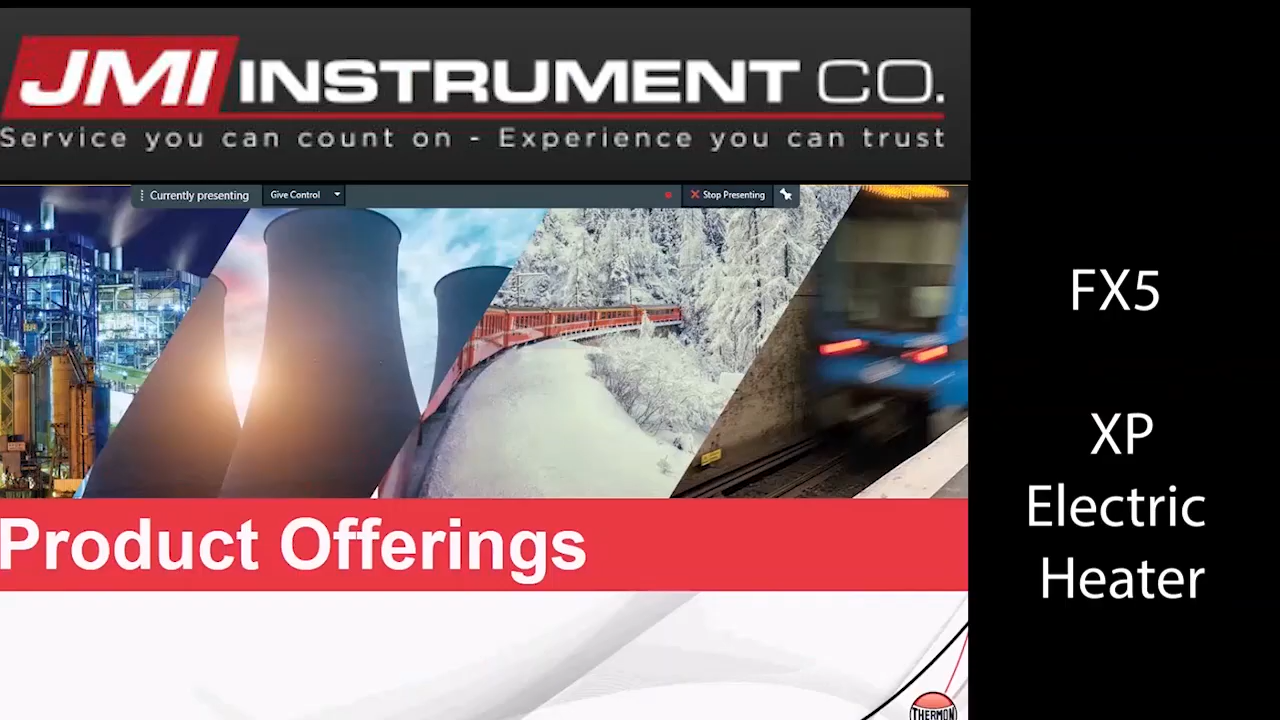 JMI INSTRUMENT CO.
Service you can count on - Experience you can trust
Currently presenting
Give Control
Stop Presenting
FX5
XP
Electric
Heater
Product Offerings
THERMON